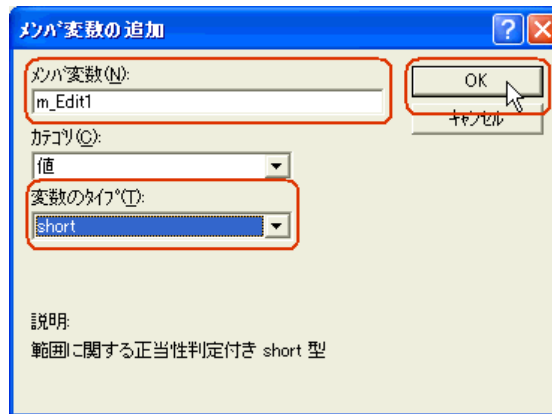 メンバ変数の追加
メンバ変数(N):
m_Edit1
OK
キャンセル
カテゴリ(C):
値
変数のタイプ(T):
short
説明:
範囲に関する正当性判定付き short 型